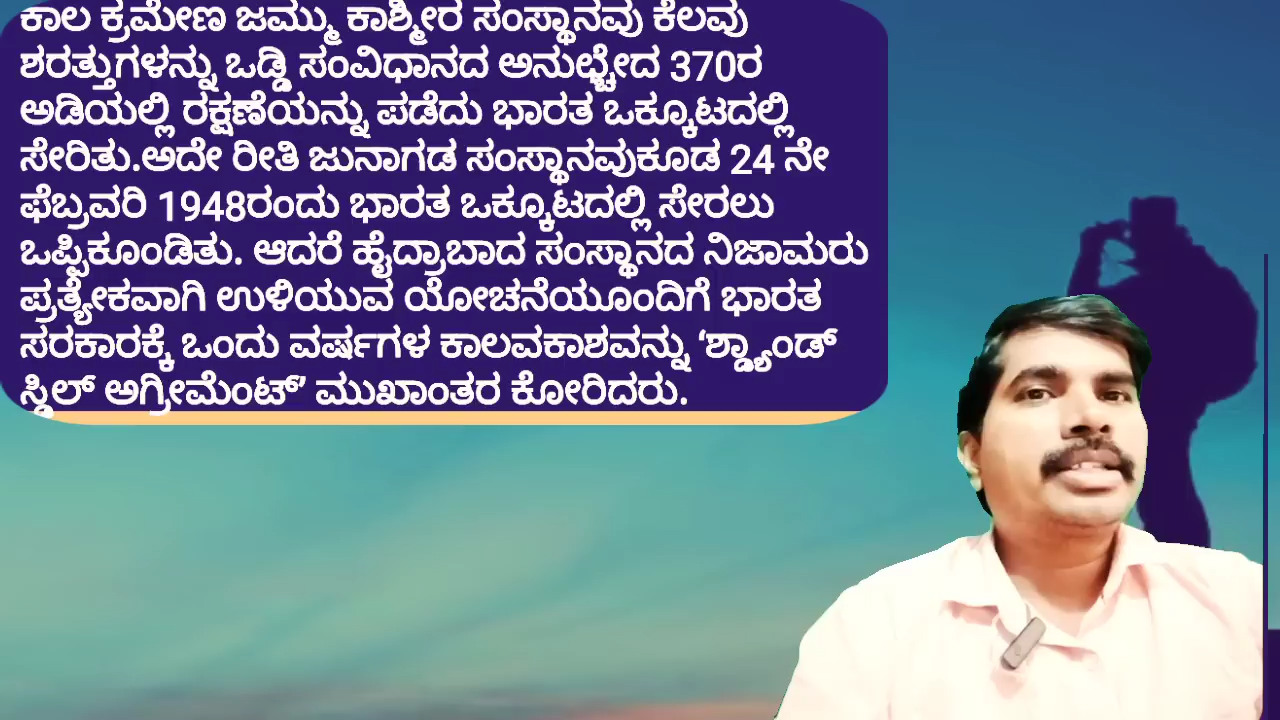 ಕಾಲ ಕ್ರಮೇಣ ಜಮ್ಮು ಕಾಶ್ಮೀರ ಸಂಸ್ಥಾನವು ಕೆಲವು
ಶರತ್ತುಗಳನ್ನು ಒಡ್ಡಿ ಸಂವಿಧಾನದ ಅನುಛ್ಚೇದ 370ರ
ಅಡಿಯಲ್ಲಿ ರಕ್ಷಣೆಯನ್ನು ಪಡೆದು ಭಾರತ ಒಕ್ಕೂಟದಲ್ಲಿ
ಸೇರಿತು.ಅದೇ ರೀತಿ ಜುನಾಗಡ ಸಂಸ್ಥಾನವುಕೂಡ 24 ನೇ
ಫೆಬ್ರವರಿ 1948ರಂದು ಭಾರತ ಒಕ್ಕೂಟದಲ್ಲಿ ಸೇರಲು
ಒಪ್ಪಿಕೂಂಡಿತು. ಆದರೆ ಹೈದ್ರಾಬಾದ ಸಂಸ್ಥಾನದ ನಿಜಾಮರು
ಪ್ರತ್ಯೇಕವಾಗಿ ಉಳಿಯುವ ಯೋಚನೆಯೂಂದಿಗೆ ಭಾರತ
ಸರಕಾರಕ್ಕೆ ಒಂದು ವರ್ಷಗಳ ಕಾಲವಕಾಶವನ್ನು ‘ಶ್ಡ್ಯಾಂಡ್
ಸ್ಡಿಲ್ ಅಗ್ರೀಮೆಂಟ್’ ಮುಖಾಂತರ ಕೋರಿದರು.